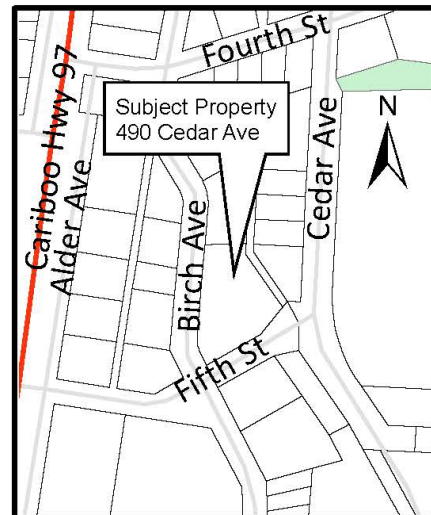 Fourth St
Subject Property
490 Cedar Ave
N
Cariboo Hwy 97
Alder Ave
Birch Ave
Cedar Ave
Fifth St